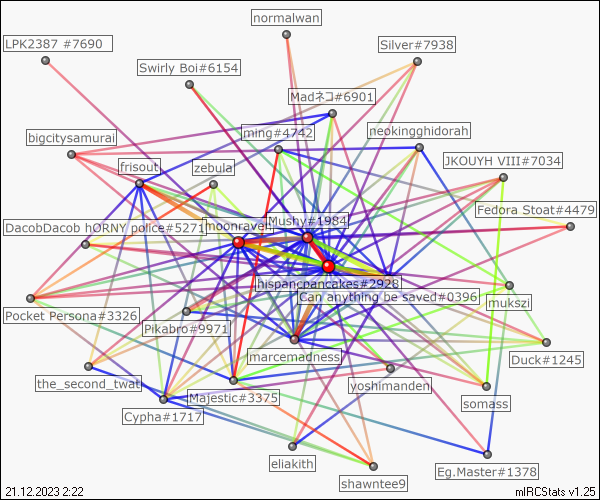 normalwan
LPK2387 #7690
Silver#7938
Swirly Boi#6154
Madネコ#6901
ming#4742
neokingghidorah
bigcitysamurai
frisout
zebula
JKOUYH VIII#7034
Fedora Stoat#4479
DacobDacob hORNY police#5271
moonraven
Mushy#1984
hispancpancakes#2928
Can anything be saved#0396
mukszi
Pocket Persona#3326
Pikabro#9971
marcemadness
Duck#1245
the_second_twat
Majestic#3375
yoshimanden
somass
Cypha#1717
eliakith
shawntee9
Eg.Master#1378
21.12.2023 2:22
mIRCStats v1.25